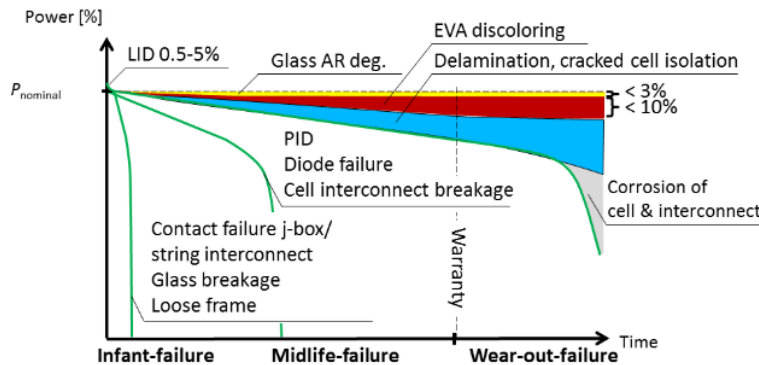 Power [%]
LID 0.5-5%
EVA discoloring
Glass AR deg.
Delamination, cracked cell isolation
Pnominal
< 3%
< 10%
PID
Diode failure
Cell interconnect breakage
Corrosion of
cell & interconnect
Contact failure j-box/
string interconnect
Glass breakage
Loose frame
Warranty
Time
Infant-failure
Midlife-failure
Wear-out-failure